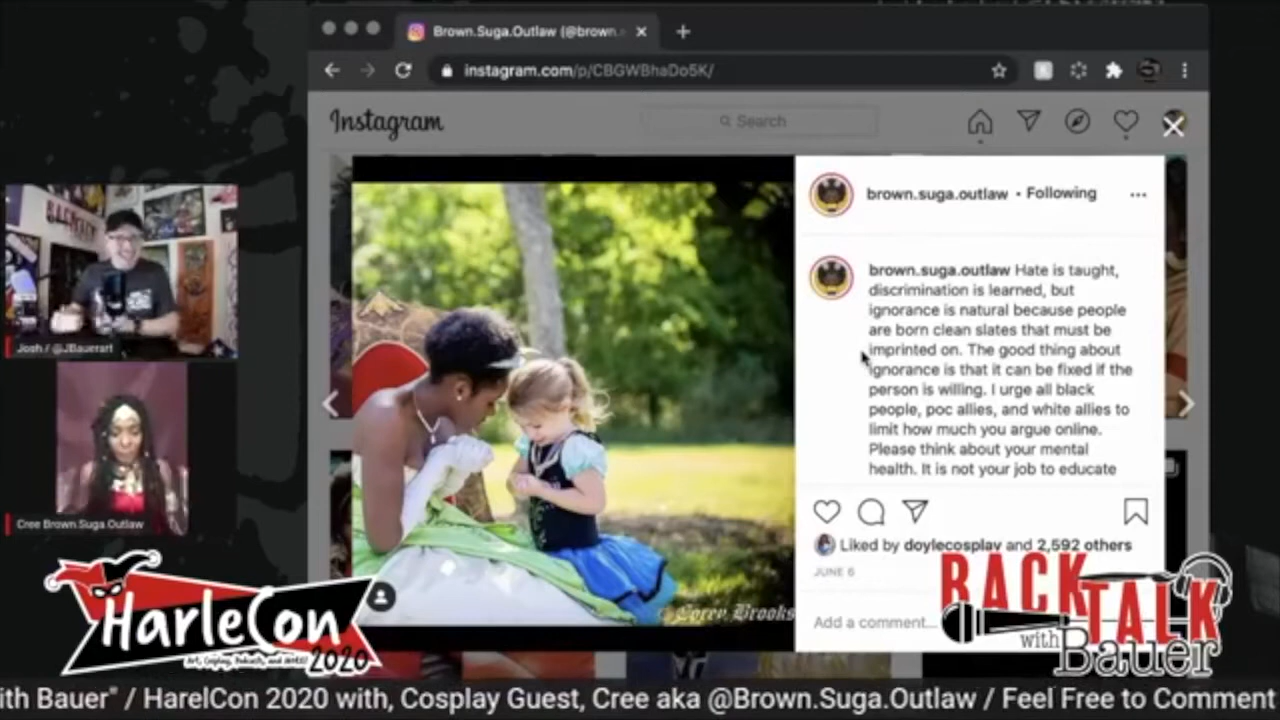 Brown.Suga.Outlaw (@brown.s
instagram.com/p/CBGWBhaDo5K/
Instagram
Search
brown.suga.outlaw • Following
brown.suga.outlaw Hate is taught,
discrimination is learned, but
ignorance is natural because people
are born clean slates that must be
imprinted on. The good thing about
ignorance is that it can be fixed if the
person is willing. I urge all black
people, poc allies, and white allies to
limit how much you argue online.
Please think about your mental
health. It is not your job to educate
Liked by doylecosplay and 2,592 others
JUNE 6
Add a comment...
Corey Brooks
BACKTALK
Josh / @JBauerart
Cree Brown.Suga.Outlaw
HarleCon
Art, Cosplay, Podcasts, and More!
2020
BACK
TALK
with
Bauer
ith Bauer" / HarelCon 2020 with, Cosplay Guest, Cree aka @Brown.Suga.Outlaw / Feel Free to Comment